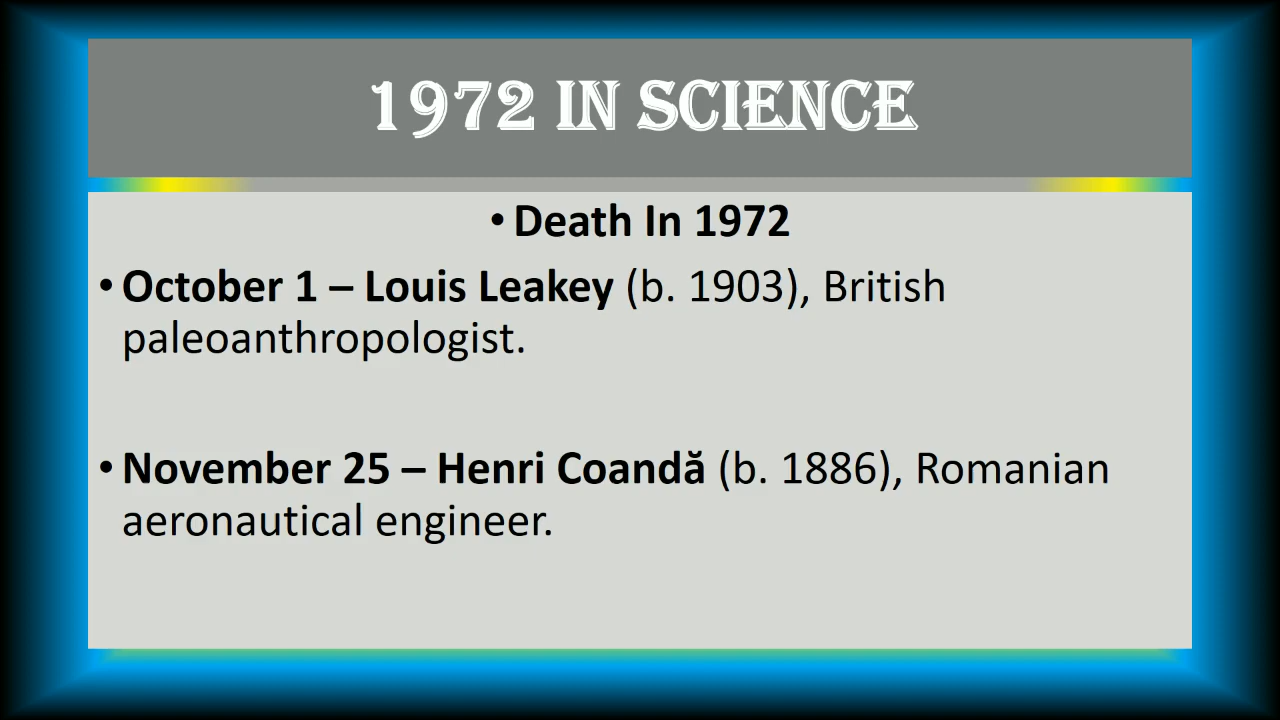 1972 IN SCIENCE
• Death In 1972
• October 1 – Louis Leakey (b. 1903), British
paleoanthropologist.
• November 25 – Henri Coandă (b. 1886), Romanian
aeronautical engineer.